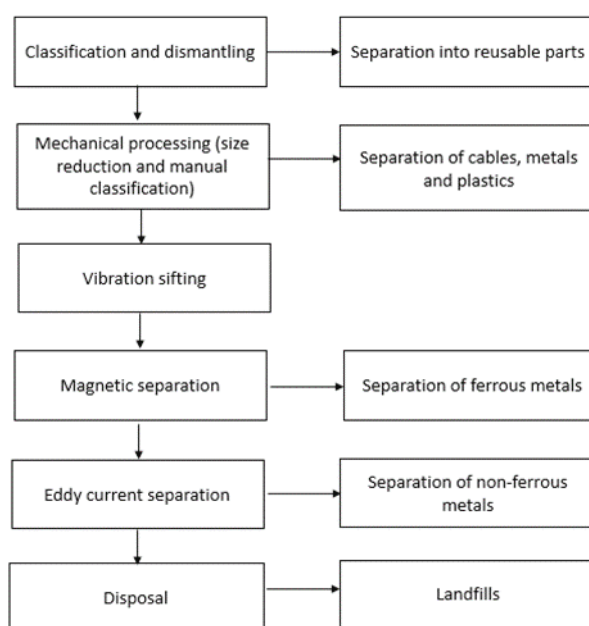 Classification and dismantling
Separation into reusable parts
Mechanical processing (size
reduction and manual
classification)
Separation of cables, metals
and plastics
Vibration sifting
Magnetic separation
Separation of ferrous metals
Eddy current separation
Separation of non-ferrous
metals
Disposal
Landfills